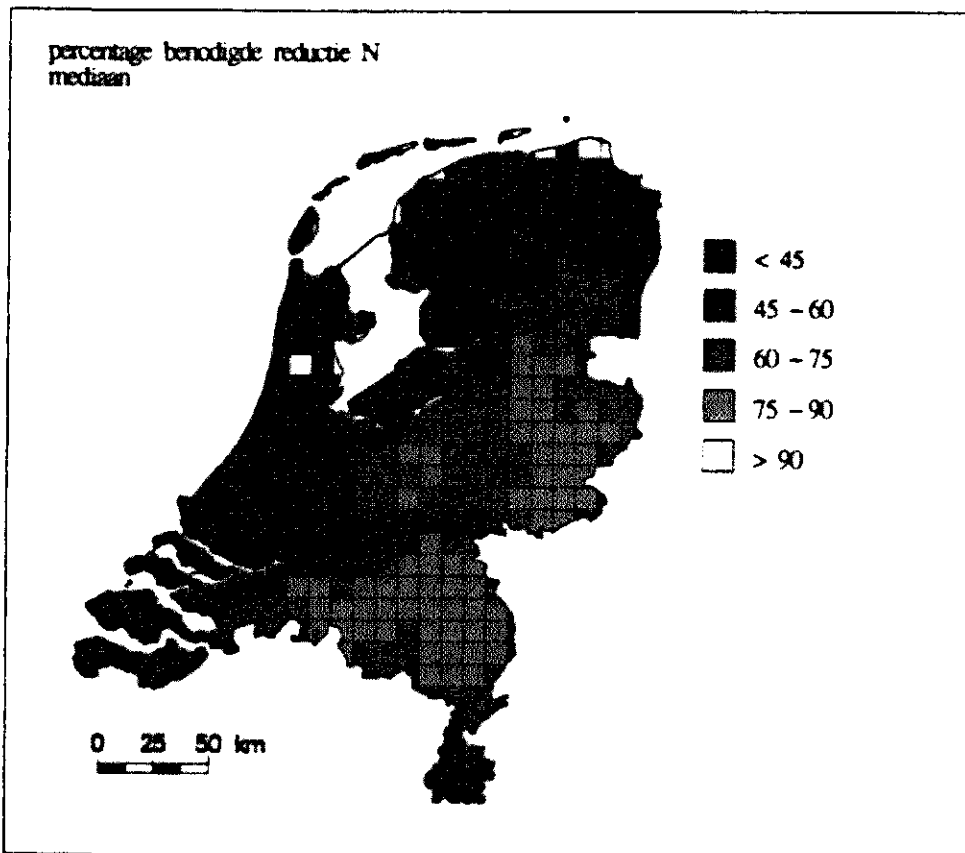 percentage benodigde reductie N
mediaan
< 45
45 – 60
60 – 75
75 – 90
> 90
0 25 50 km